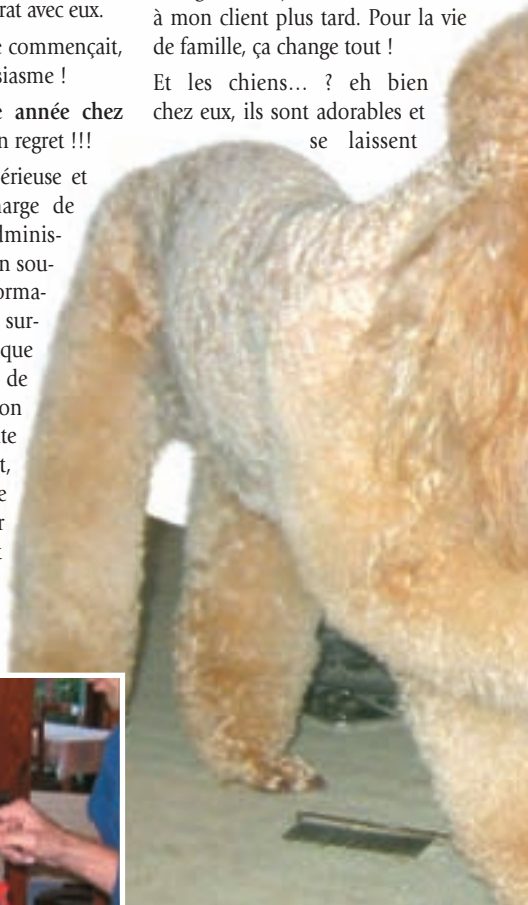 rat avec eux.
commençait,
siasme !
année chez
n regret !!!
érieuse et
arge de
dminis-
n sou-
orma-
sur-
que
de
on
te
t,
e
r
à mon client plus tard. Pour la vie
de famille, ça change tout !
Et les chiens… ? eh bien
chez eux, ils sont adorables et
se laissent